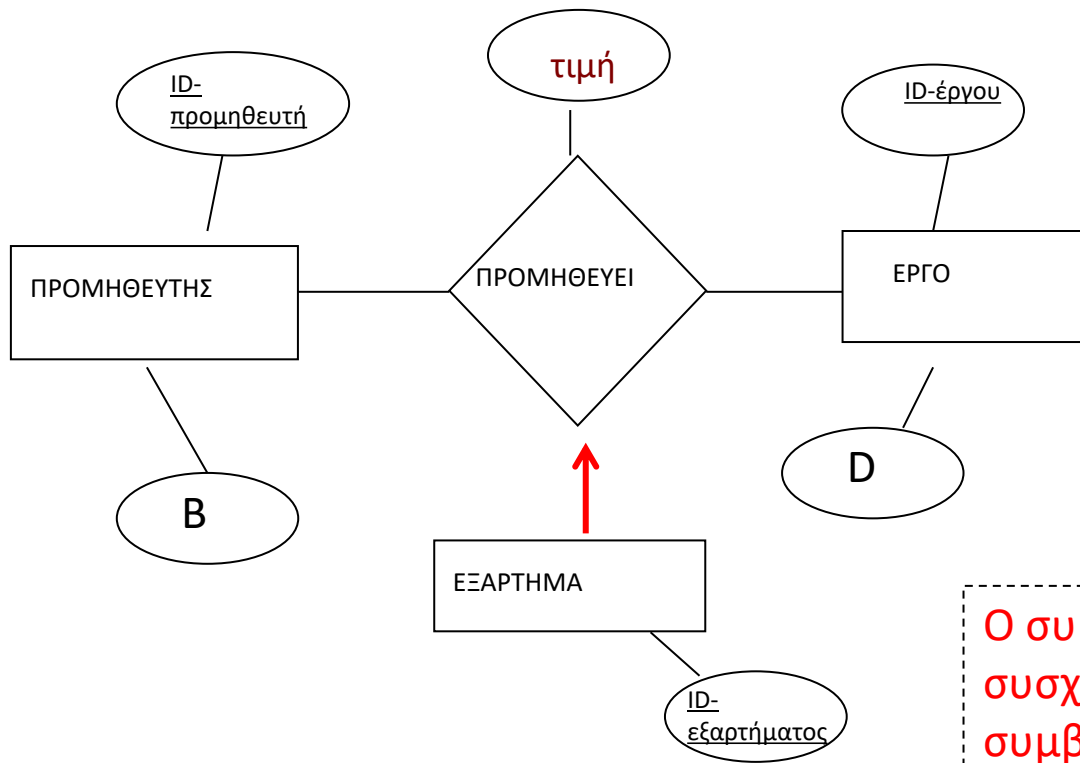 τιμή
ID-
προμηθευτή
ID-έργου
ΠΡΟΜΗΘΕΥΤΗΣ
ΠΡΟΜΗΘΕΥΕΙ
ΕΡΓΟ
B
D
ΕΞΑΡΤΗΜΑ
ID-
εξαρτήματος
Ο συ
συσχ
συμβ